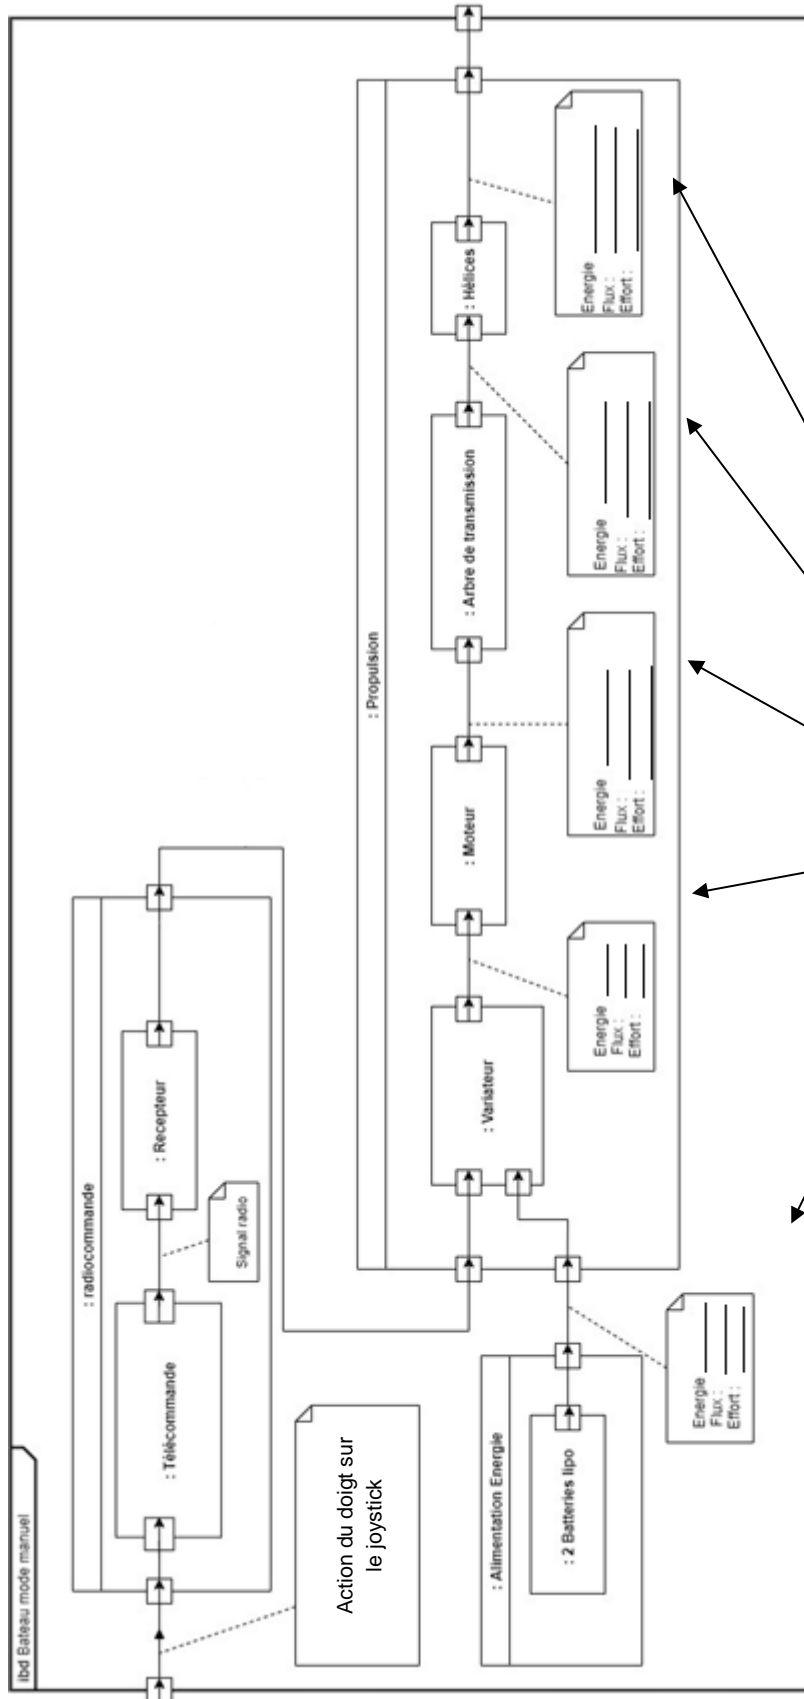 ibd Bateau mode manuel
: radiocommande
: Télécommande
: Recepteur
Signal radio
Action du doigt sur
le joystick
: Alimentation Energie
: 2 Batteries lipo
Energie
Flux :
Effort :
: Propulsion
: Variateur
: Moteur
: Arbre de transmission
: Hélices
Energie
Flux :
Effort :
Energie
Flux :
Effort :
Energie
Flux :
Effort :
Energie
Flux :
Effort :